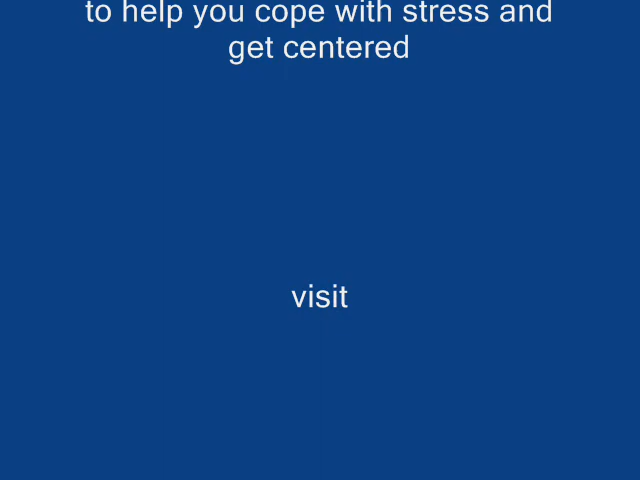 to help you cope with stress and
get centered
visit